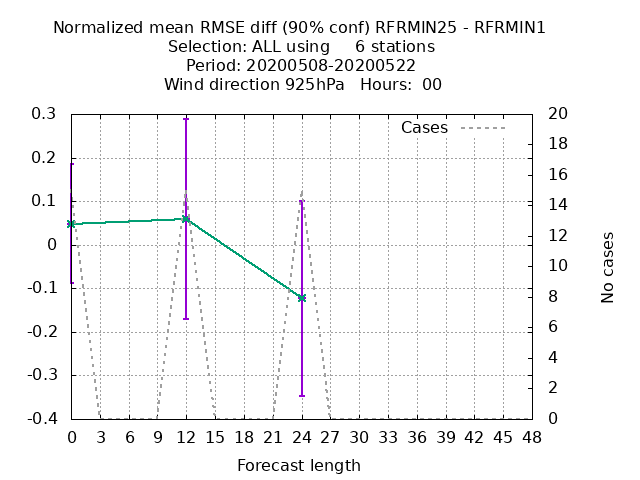 Normalized mean RMSE diff (90% conf) RFRMIN25 - RFRMIN1
Selection: ALL using     6 stations
Period: 20200508-20200522
Wind direction 925hPa   Hours:  00
Cases
0.3
0.2
0.1
0
-0.1
-0.2
-0.3
-0.4
20
18
16
14
12
10
8
6
4
2
0
No cases
0 3 6 9 12 15 18 21 24 27 30 33 36 39 42 45 48
Forecast length